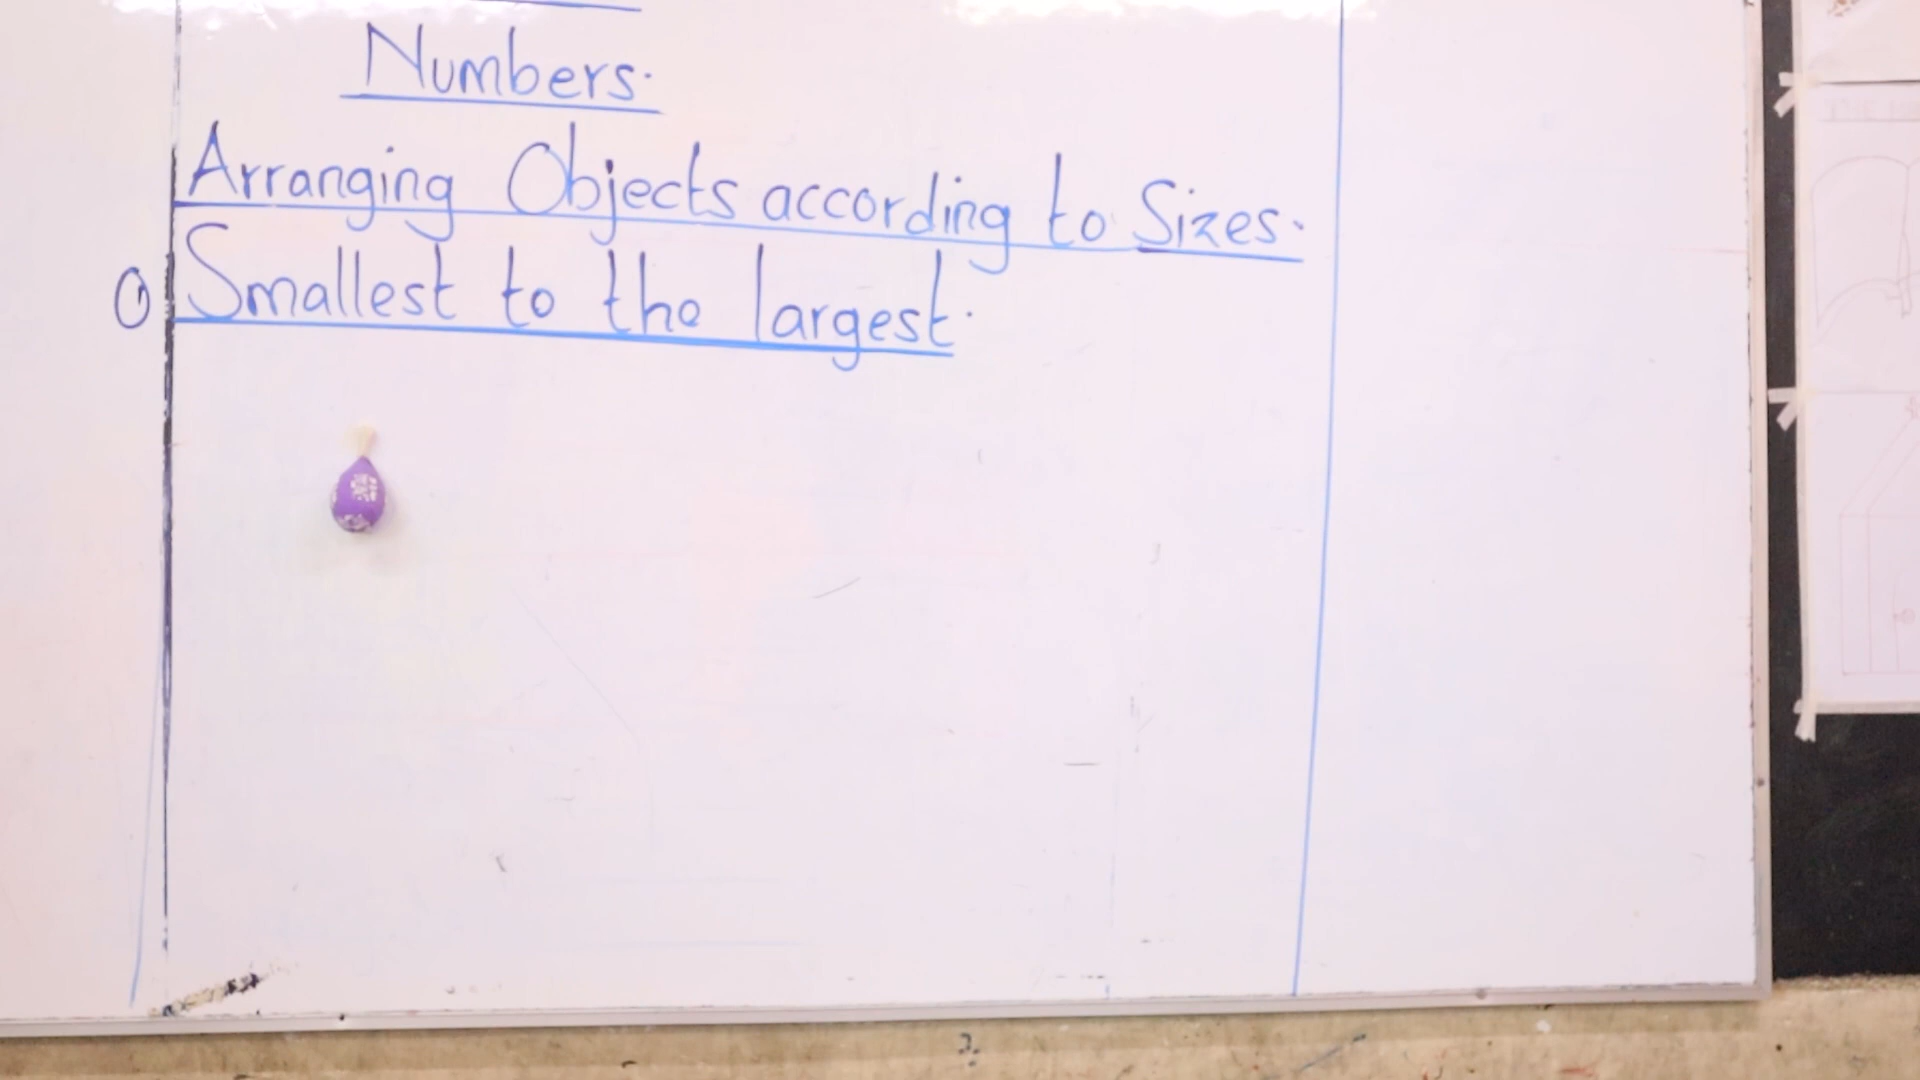 Numbers.
Arranging Objects according to Sizes.
0 Smallest to the largest.